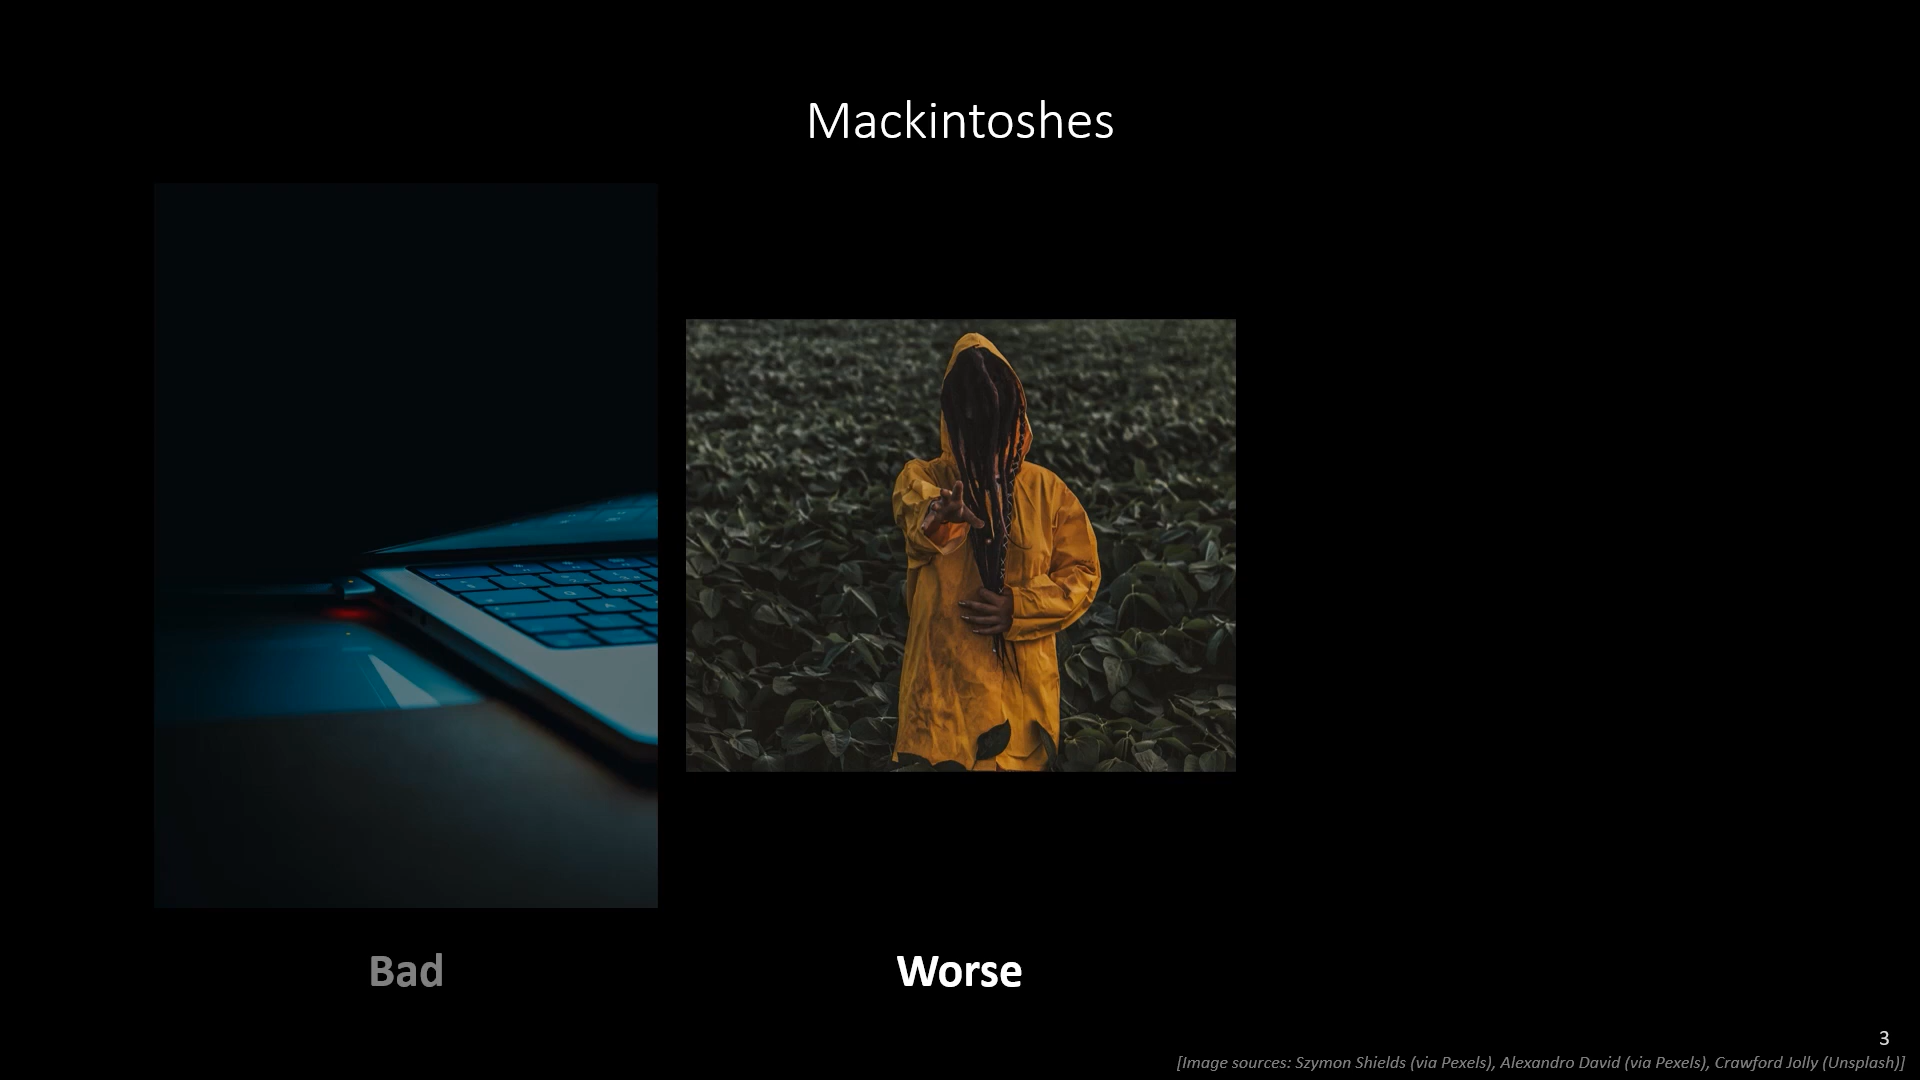 Mackintoshes
Bad
Worse
3
[Image sources: Szymon Shields (via Pexels), Alexandro David (via Pexels), Crawford Jolly (Unsplash)]